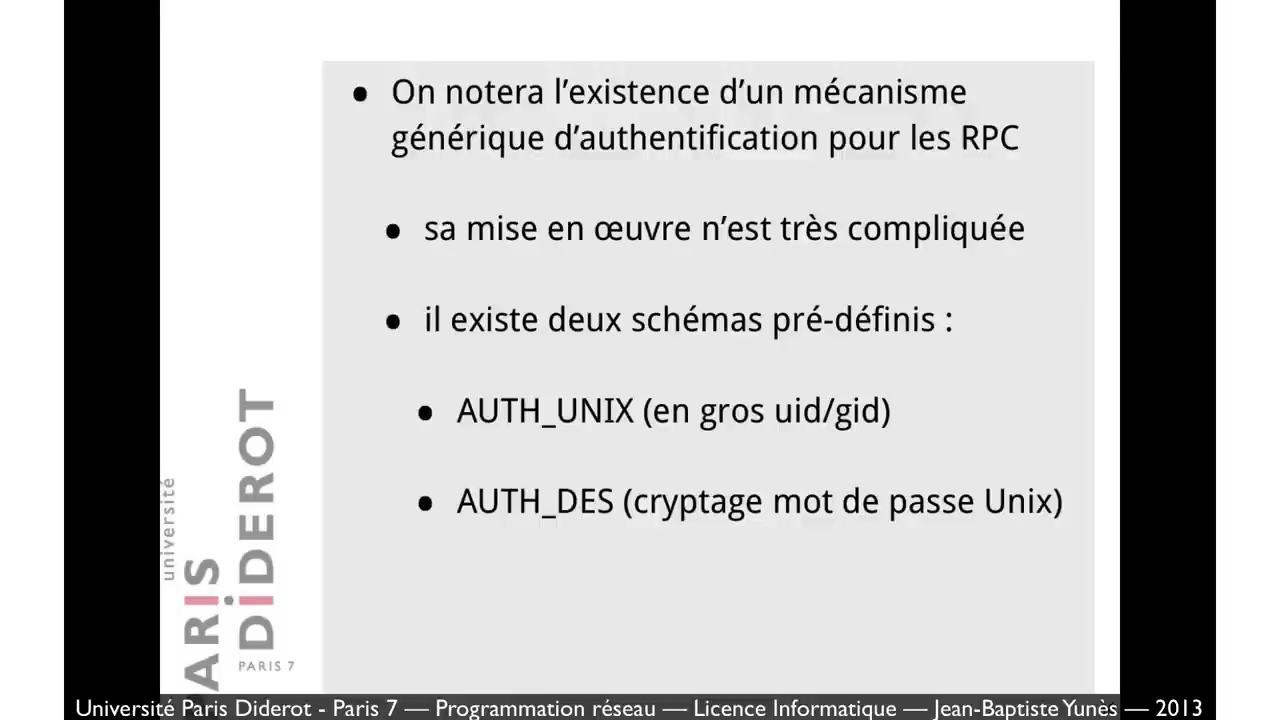 • On notera l’existence d’un mécanisme
générique d’authentification pour les RPC
• sa mise en œuvre n’est très compliquée
• il existe deux schémas pré-définis :
• AUTH_UNIX (en gros uid/gid)
• AUTH_DES (cryptage mot de passe Unix)
université
ARIS
DiDEROT
PARIS 7
Université Paris Diderot - Paris 7 — Programmation réseau — Licence Informatique — Jean-Baptiste Yunès — 2013